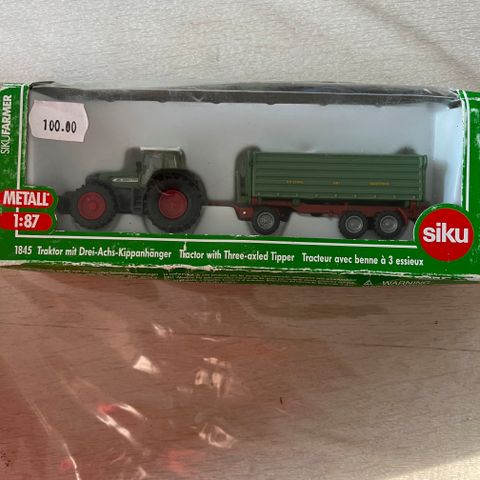 SIKUFARMER
100.00
METALL
1:87
siku
1845 Traktor mit Drei-Achs-Kippanhänger Tractor with Three-axled Tipper Tracteur avec benne à 3 essieux
WARNING